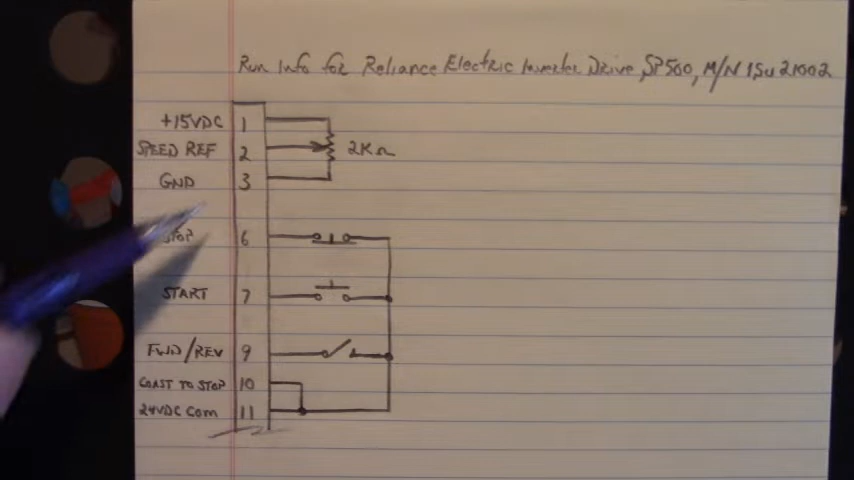 Run Info for Reliance Electric Inverter Drive, SP500, M/N 1SU21002
+15VDC 1
SPEED REF 2 2KΩ
GND 3
STOP 6
START 7
FWD/REV 9
COAST TO STOP 10
24VDC COM 11